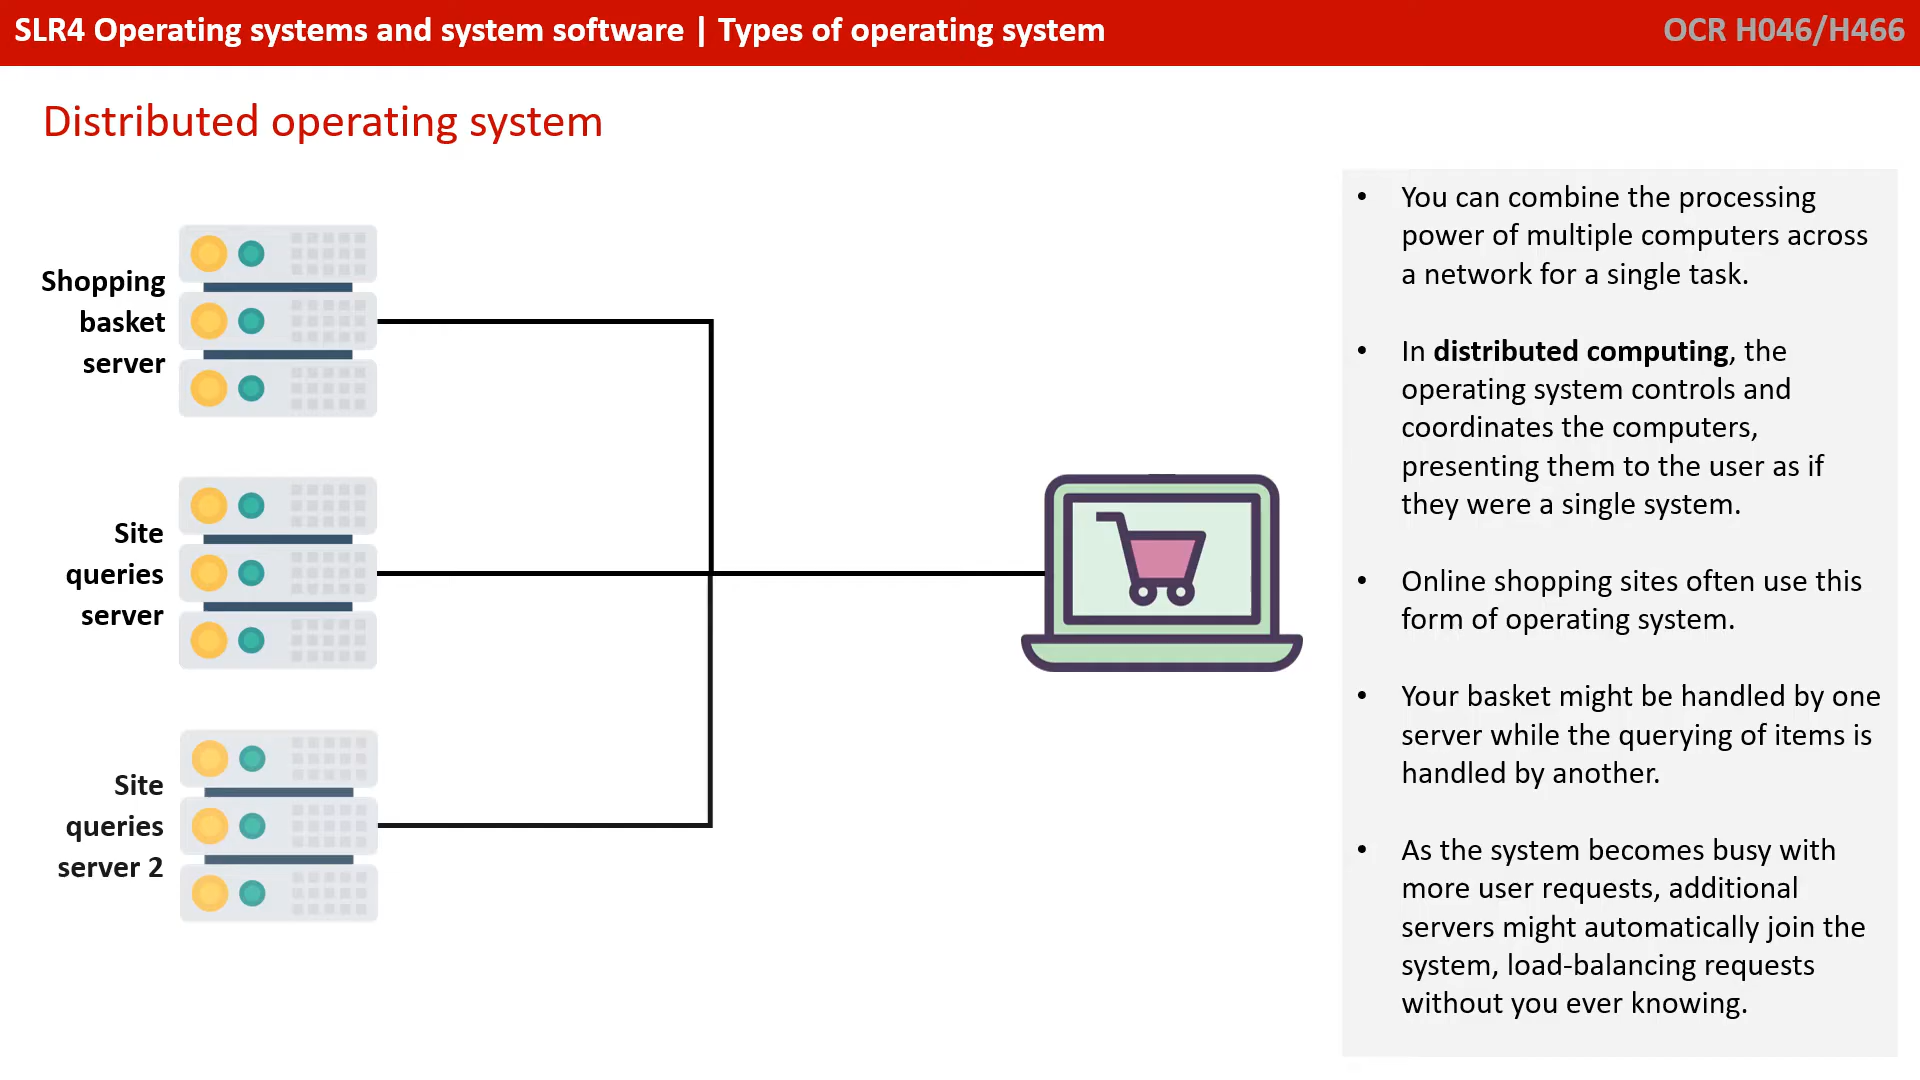 SLR4 Operating systems and system software | Types of operating system
OCR H046/H466
Distributed operating system
Shopping
basket
server
Site
queries
server
Site
queries
server 2
• You can combine the processing
power of multiple computers across
a network for a single task.
• In distributed computing, the
operating system controls and
coordinates the computers,
presenting them to the user as if
they were a single system.
• Online shopping sites often use this
form of operating system.
• Your basket might be handled by one
server while the querying of items is
handled by another.
• As the system becomes busy with
more user requests, additional
servers might automatically join the
system, load-balancing requests
without you ever knowing.